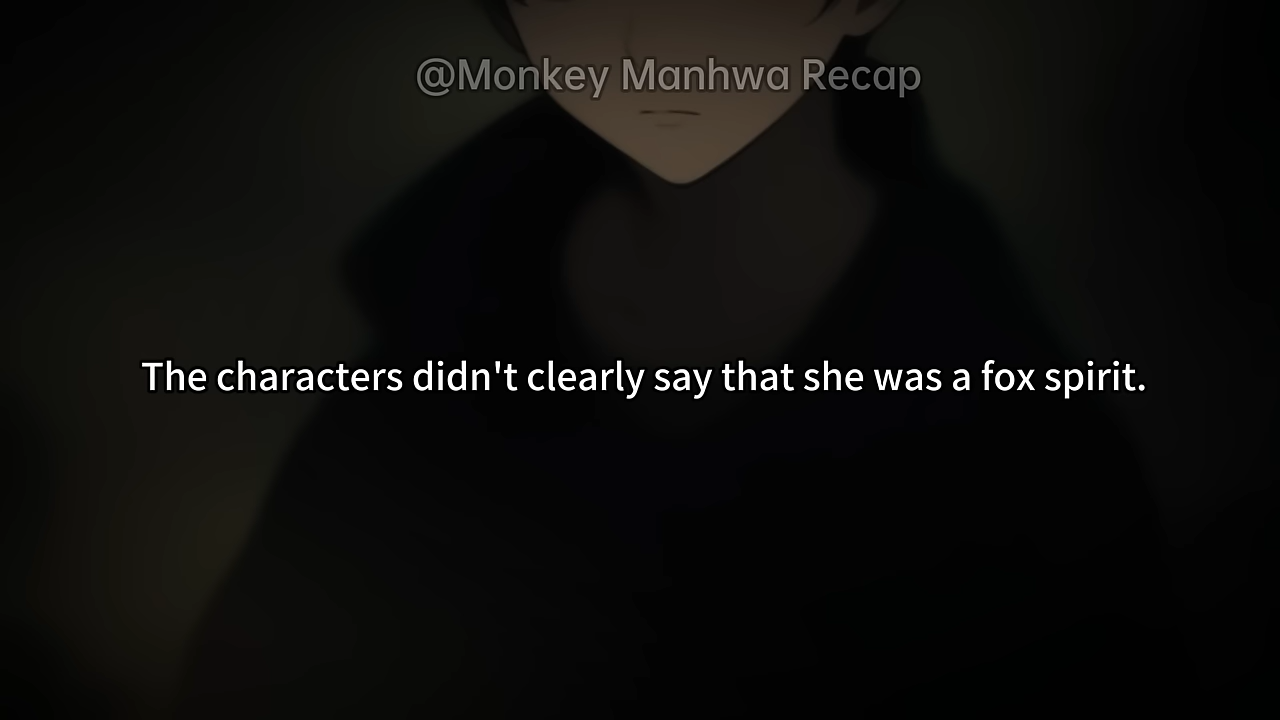 @Monkey Manhwa Recap
The characters didn't clearly say that she was a fox spirit.